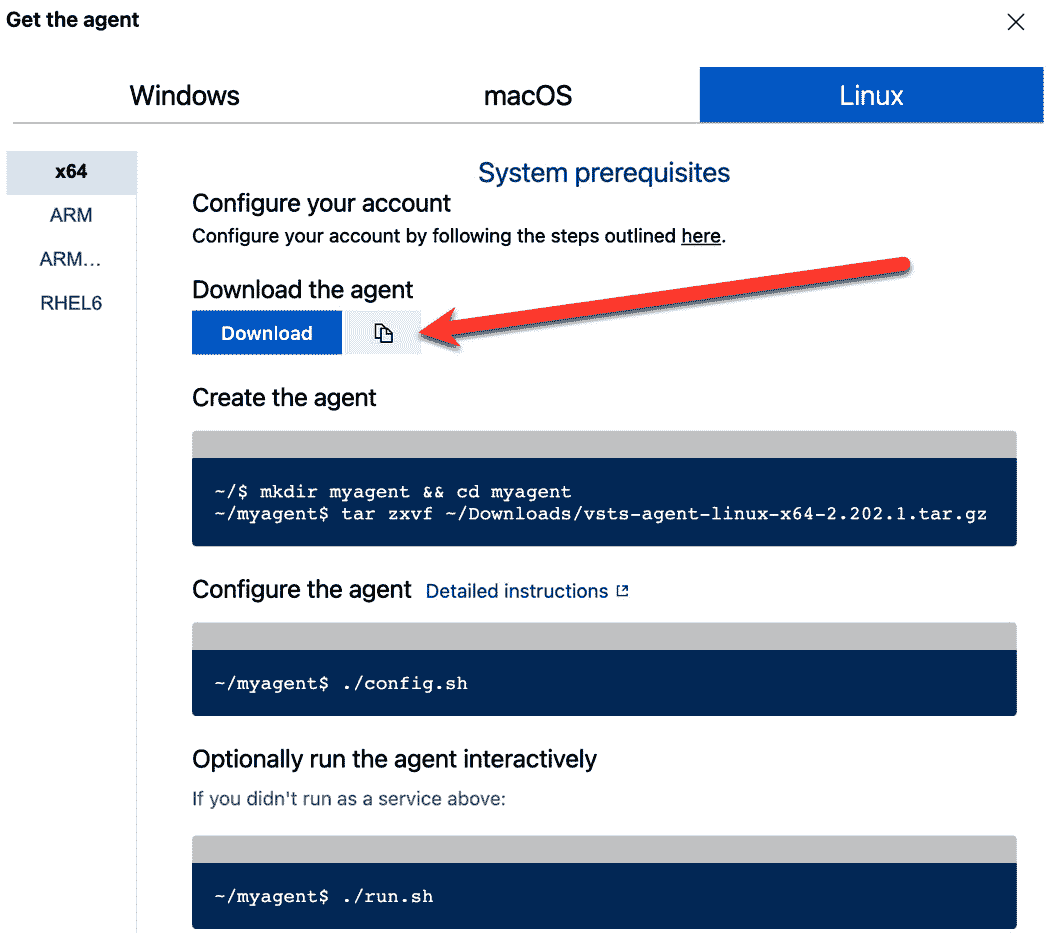 Get the agent
Windows
macOS
Linux
x64
ARM
ARM...
RHEL6
System prerequisites
Configure your account
Configure your account by following the steps outlined here.
Download the agent
Download
Create the agent
~/$ mkdir myagent && cd myagent
~/myagent$ tar zxvf ~/Downloads/vsts-agent-linux-x64-2.202.1.tar.gz
Configure the agent Detailed instructions
~/myagent$ ./config.sh
Optionally run the agent interactively
If you didn't run as a service above:
~/myagent$ ./run.sh